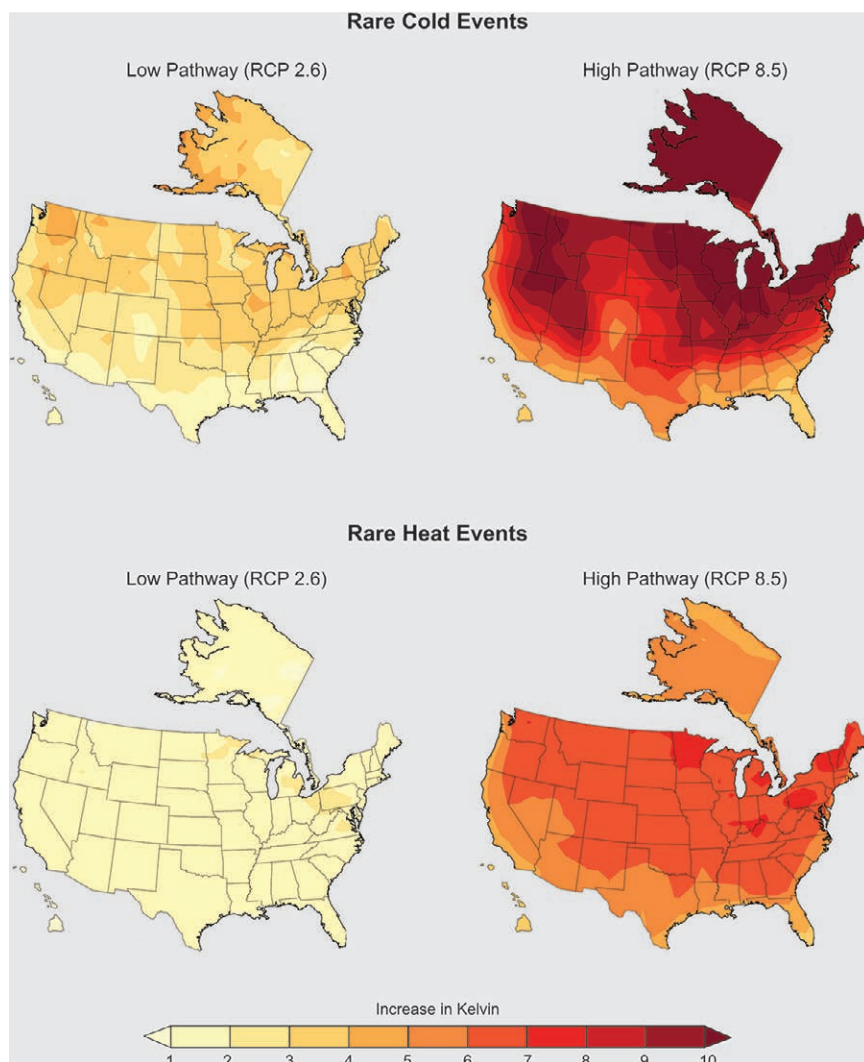 Rare Cold Events
Low Pathway (RCP 2.6)
High Pathway (RCP 8.5)
Rare Heat Events
Low Pathway (RCP 2.6)
High Pathway (RCP 8.5)
Increase in Kelvin
1 2 3 4 5 6 7 8 9 10